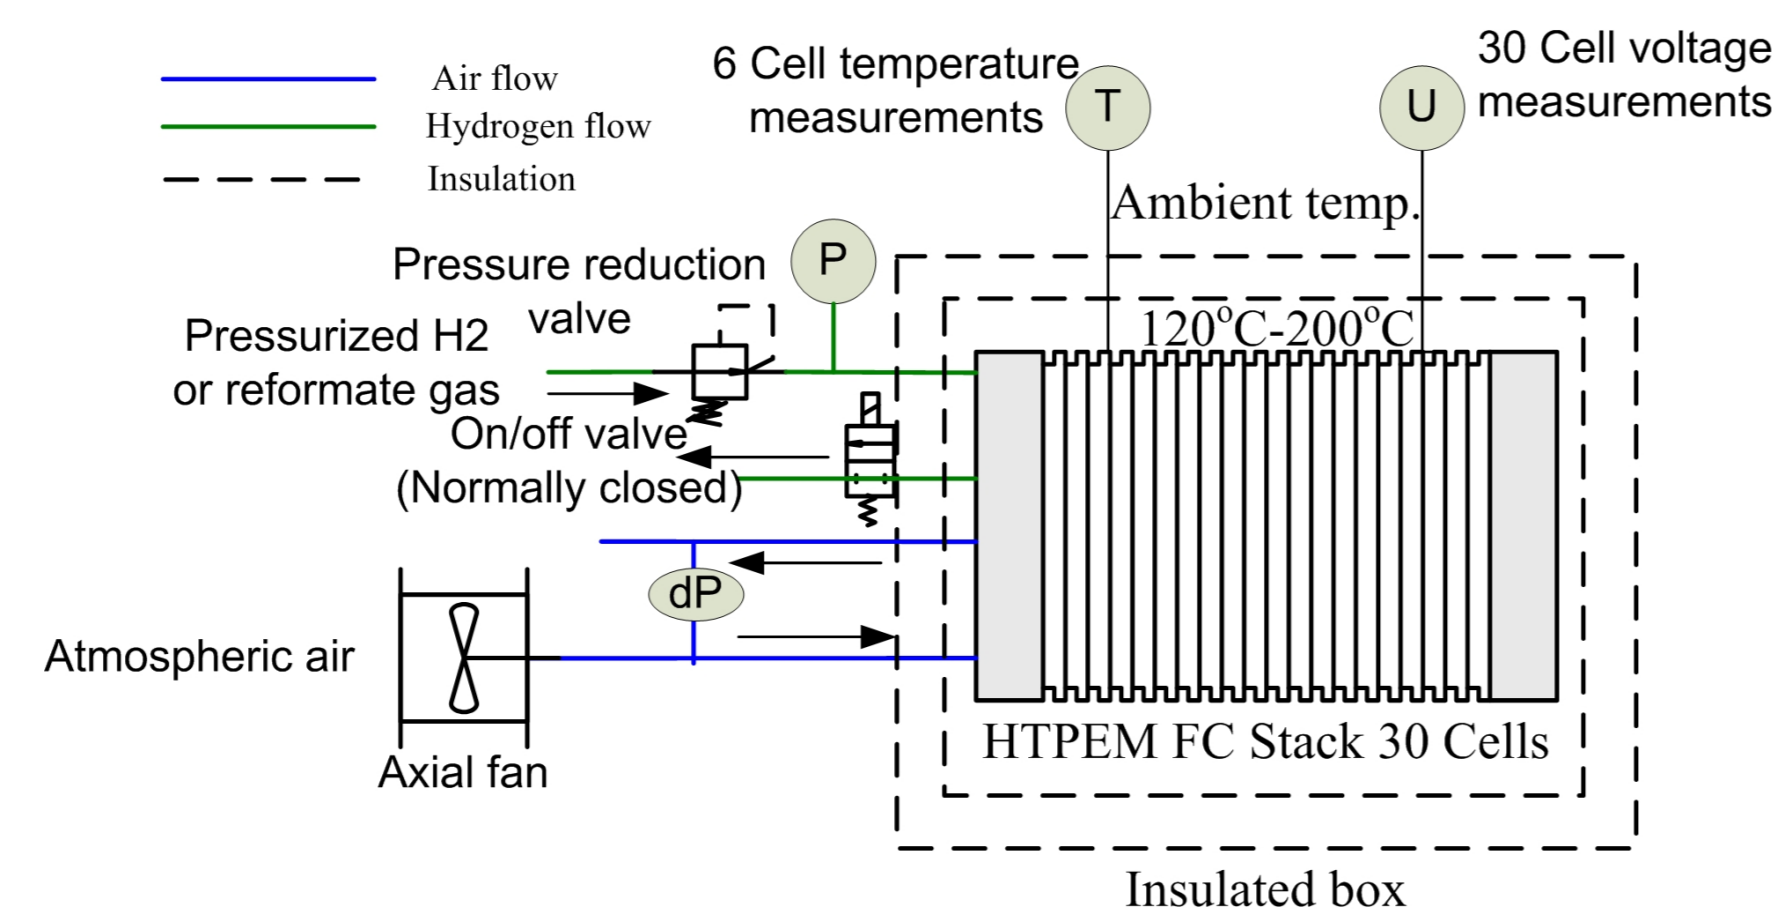 Air flow
Hydrogen flow
Insulation
6 Cell temperature
measurements
T
U
30 Cell voltage
measurements
Ambient temp.
Pressure reduction
valve
P
Pressurized H2
or reformate gas
120°C-200°C
On/off valve
(Normally closed)
dP
Atmospheric air
Axial fan
HTPEM FC Stack 30 Cells
Insulated box